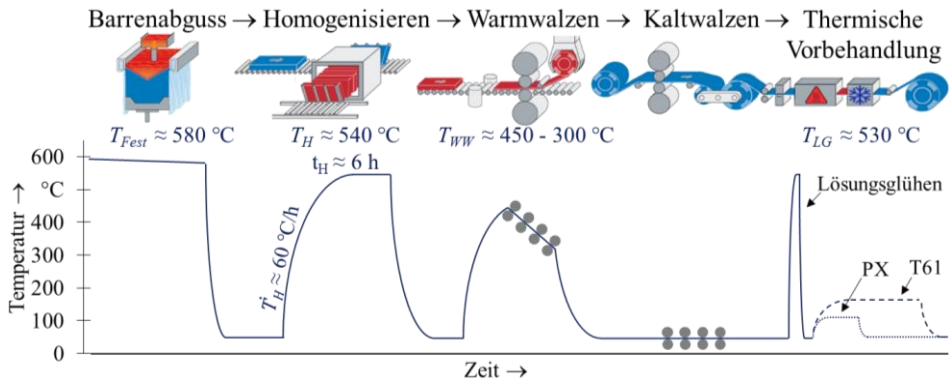 Barrenabguss → Homogenisieren → Warmwalzen → Kaltwalzen → Thermische
Vorbehandlung
T_Fest ≈ 580 °C
T_H ≈ 540 °C
T_WW ≈ 450 - 300 °C
T_LG ≈ 530 °C
t_H ≈ 6 h
Ṫ_H ≈ 60 °C/h
Lösungsglühen
PX
T61
Temperatur →
600
°C
400
300
200
100
0
Zeit →